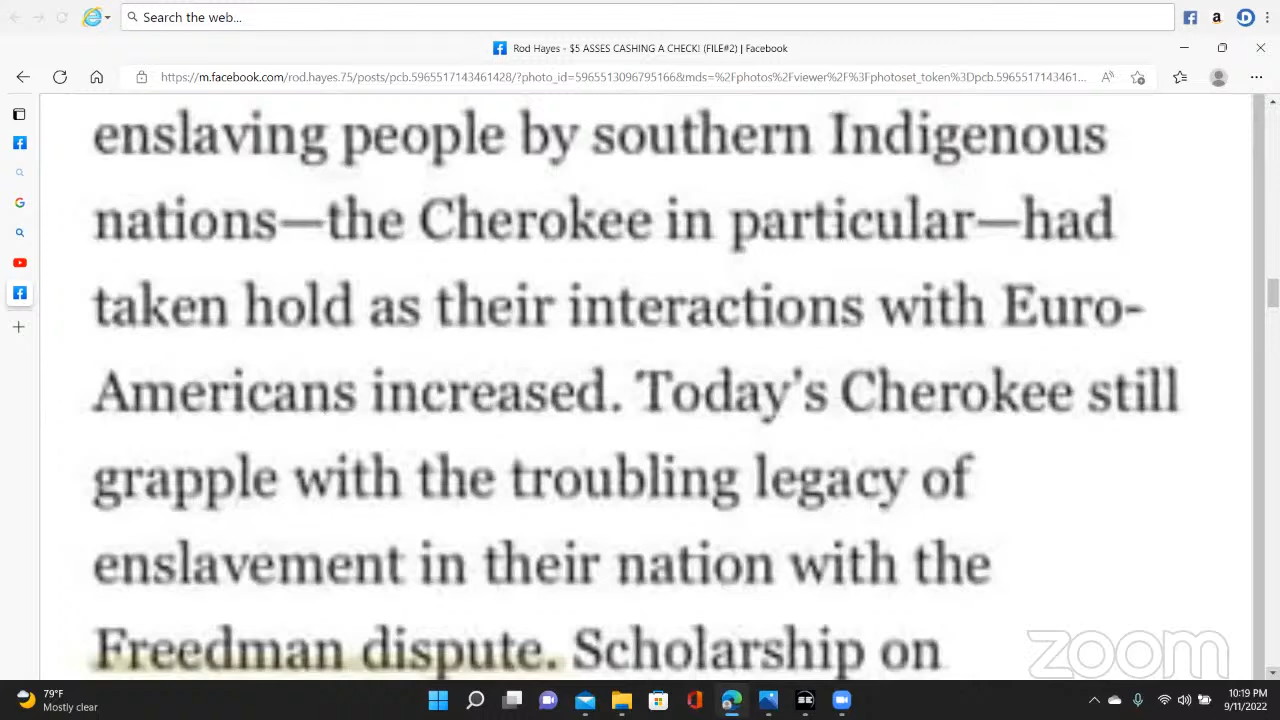 Search the web...
Rod Hayes - $5 ASSES CASHING A CHECK! (FILE#2) | Facebook
https://m.facebook.com/rod.hayes.75/posts/pcb.5965517143461428/?photo_id=5965513096795166&mds=%2Fphotos%2Fviewer%2F%3Fphotoset_token%3Dpcb.5965517143461...
enslaving people by southern Indigenous
nations—the Cherokee in particular—had
taken hold as their interactions with Euro-
Americans increased. Today's Cherokee still
grapple with the troubling legacy of
enslavement in their nation with the
Freedman dispute. Scholarship on
zoom
79°F
Mostly clear
10:19 PM
9/11/2022